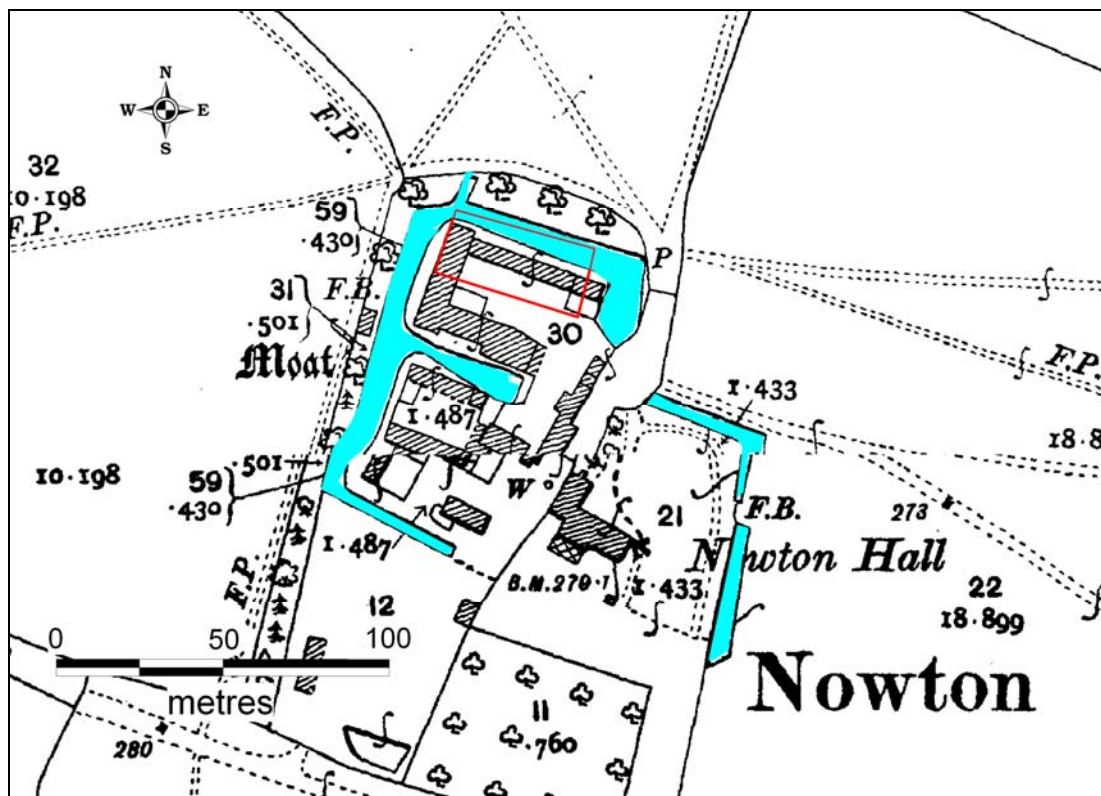 N
W E
S
F.P.
32
10.198
F.P.
59
.430
P
31
.501
F.B.
30
Moat
F.P.
1.433
1.487
18.8
10.198
59
501
.430
W
21
F.B.
273
Nowton Hall
1.487
B.M.270.7
1.433
22
18.899
F.P.
12
0 50 100
metres
Nowton
11
.760
280